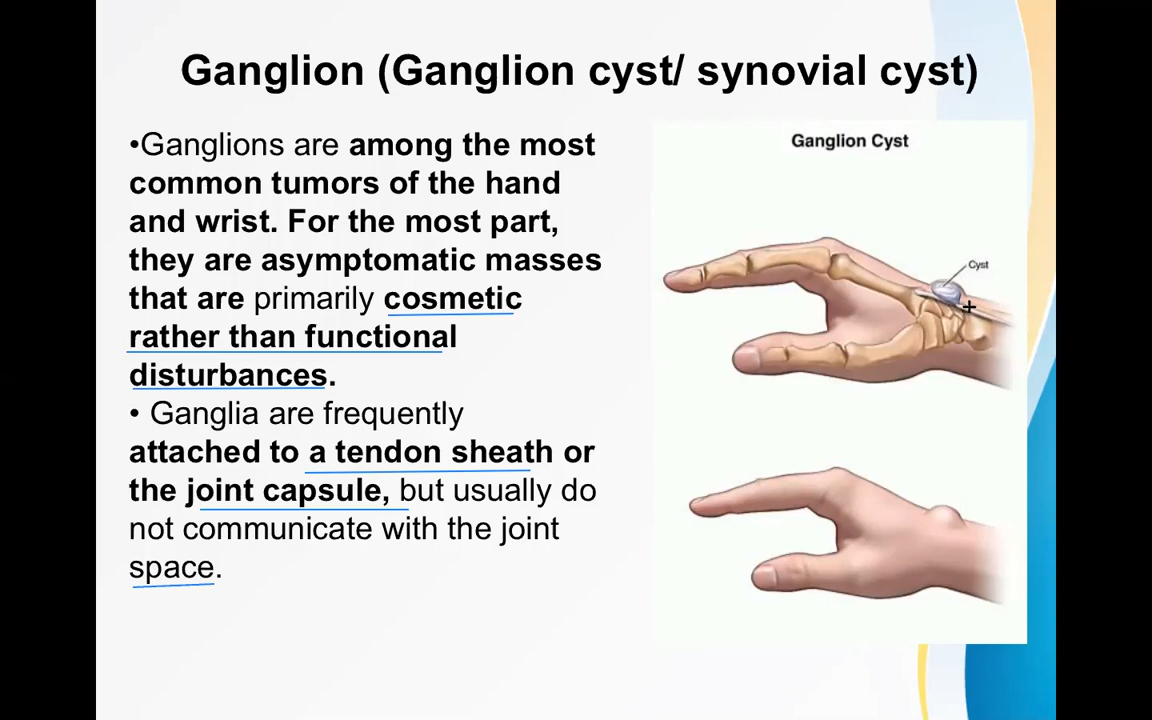 Ganglion (Ganglion cyst/ synovial cyst)
•Ganglions are among the most
common tumors of the hand
and wrist. For the most part,
they are asymptomatic masses
that are primarily cosmetic
rather than functional
disturbances.
• Ganglia are frequently
attached to a tendon sheath or
the joint capsule, but usually do
not communicate with the joint
space.
Ganglion Cyst
Cyst